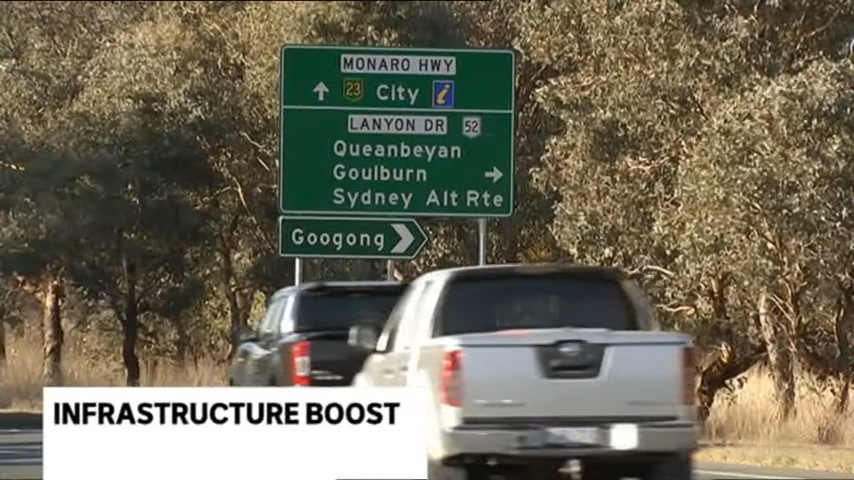 MONARO HWY
23 City i
LANYON DR 52
Queanbeyan
Goulburn
Sydney Alt Rte
Googong
INFRASTRUCTURE BOOST